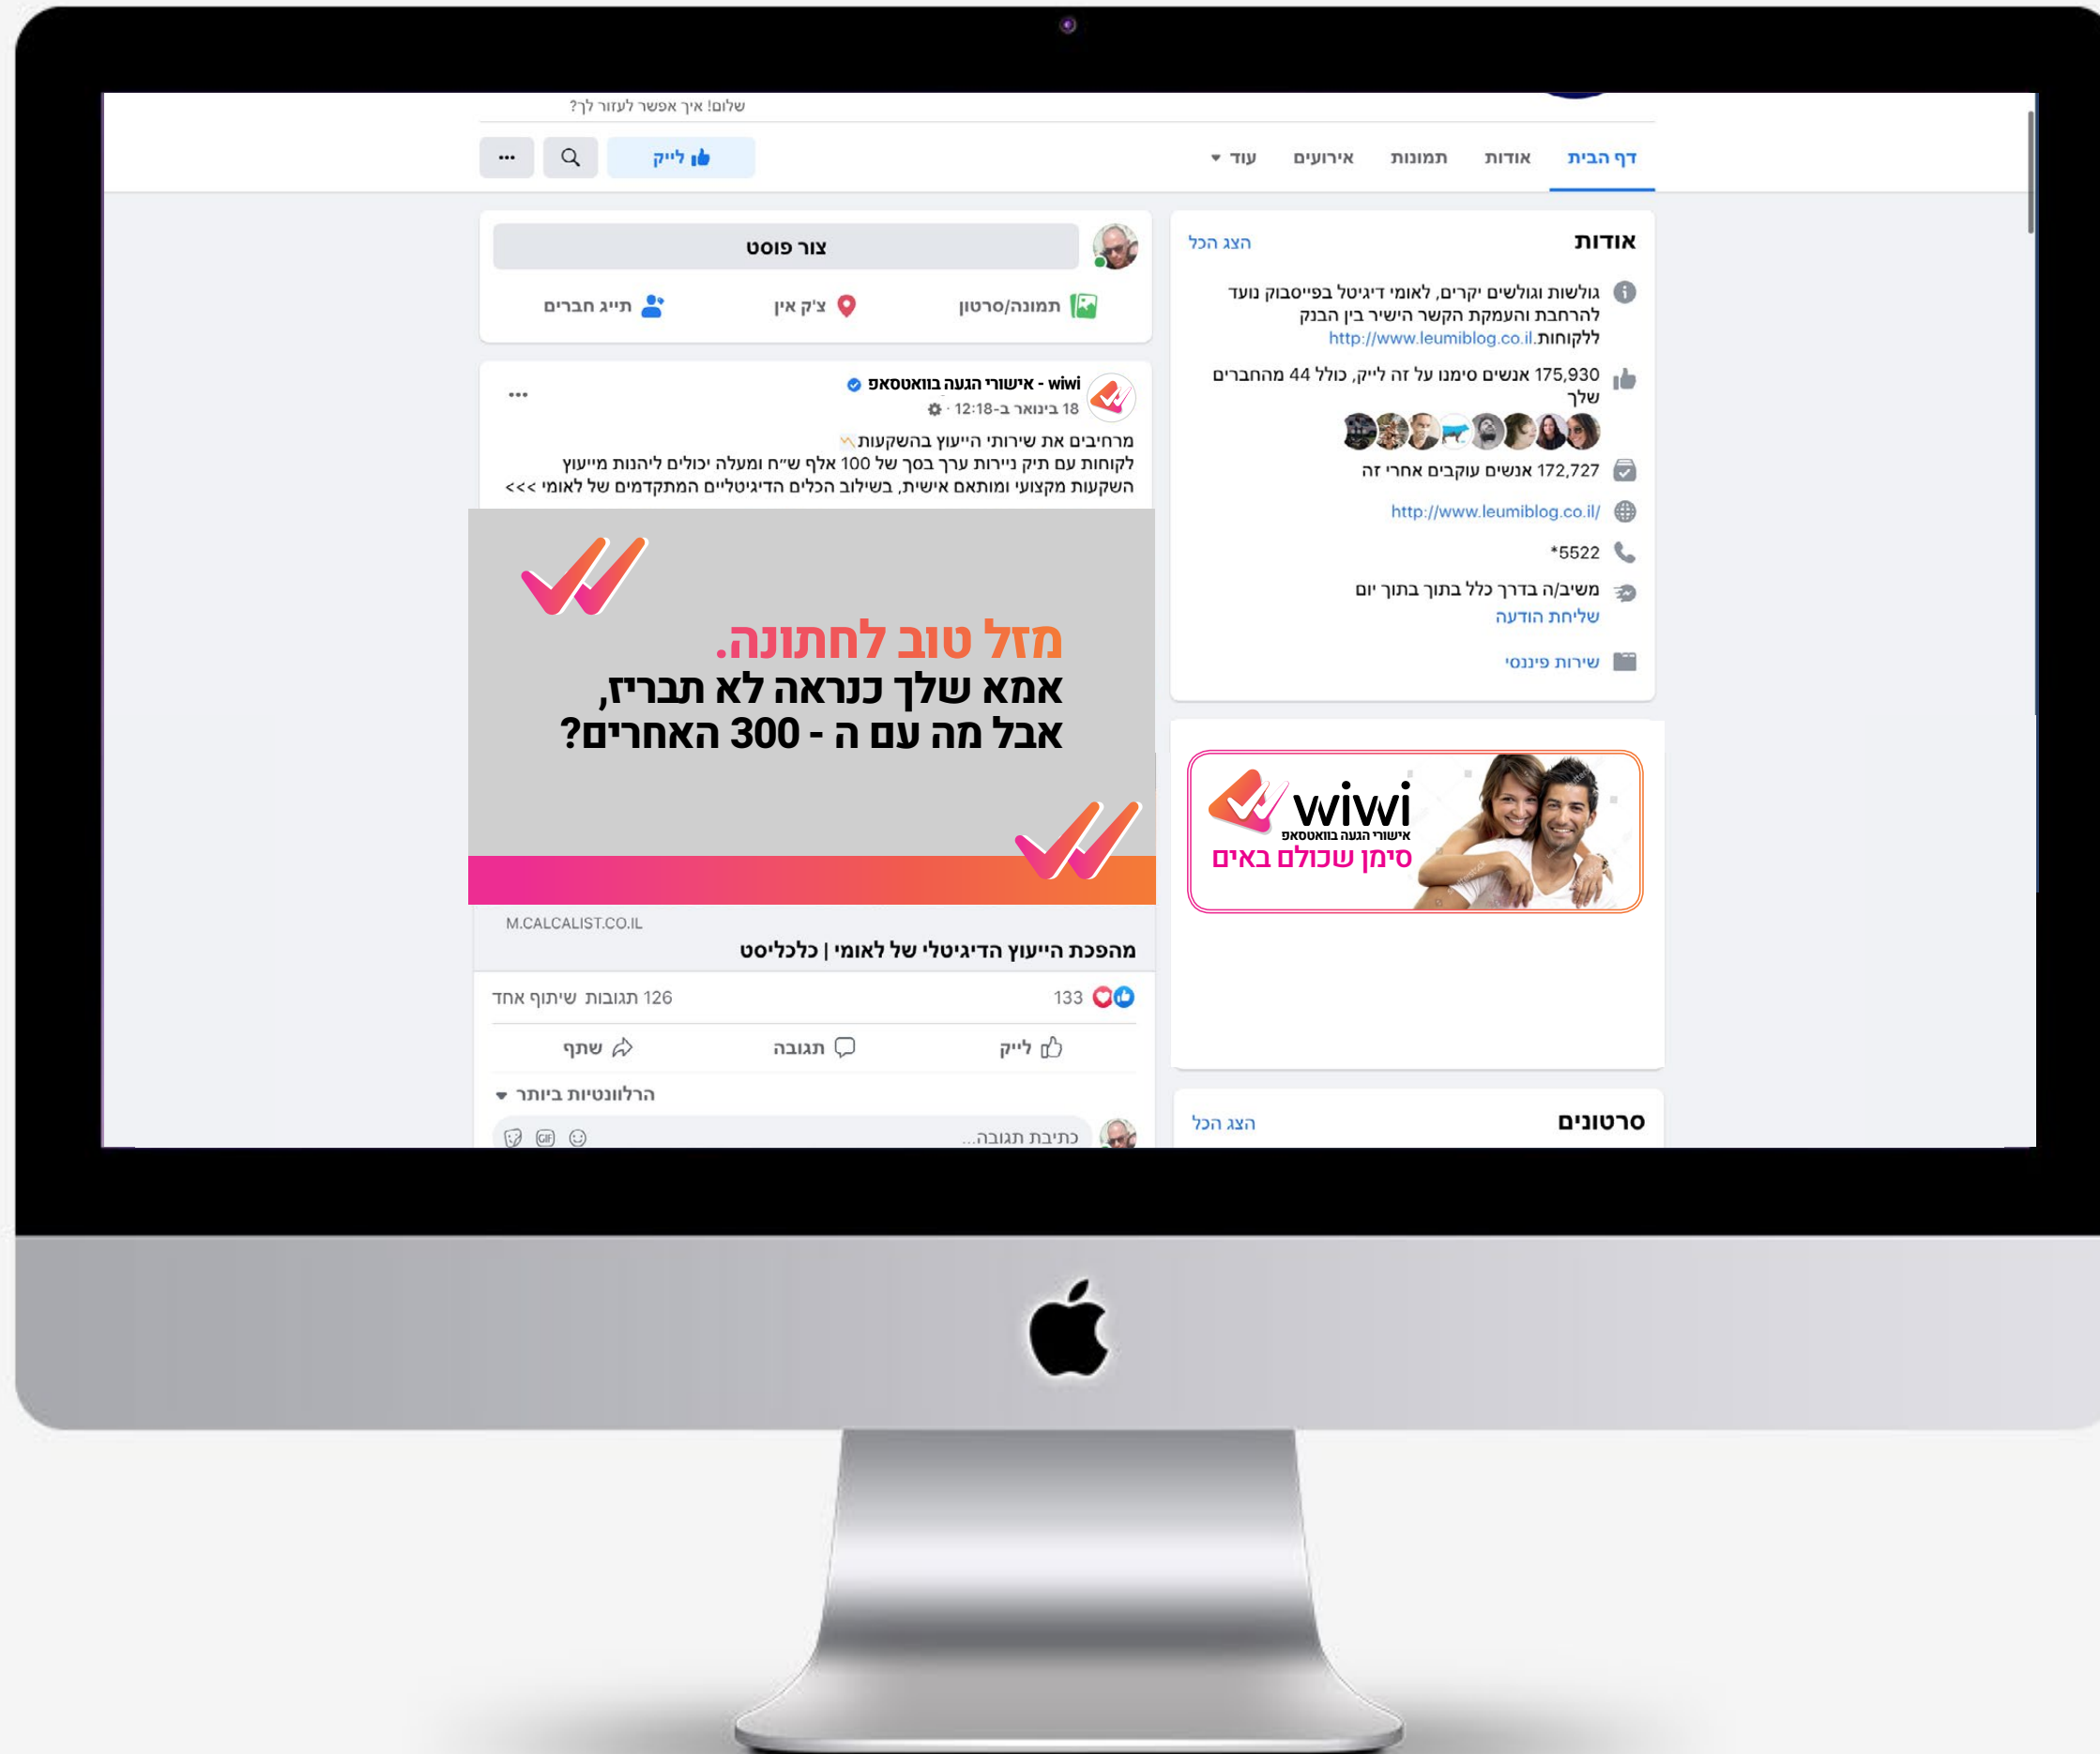 שלום! איך אפשר לעזור לך?
דף הבית אודות תמונות אירועים עוד
לייק
אודות הצג הכל
גולשות וגולשים יקרים, לאומי דיגיטל בפייסבוק נועד
להרחבת והעמקת הקשר הישיר בין הבנק
ללקוחות.http://www.leumiblog.co.il
175,930 אנשים סימנו על זה לייק, כולל 44 מהחברים
שלך
172,727 אנשים עוקבים אחרי זה
http://www.leumiblog.co.il/
*5522
משיב/ה בדרך כלל בתוך בתוך יום
שליחת הודעה
שירות פיננסי
wiwi
אישורי הגעה בוואטסאפ
סימן שכולם באים
סרטונים הצג הכל
צור פוסט
תמונה/סרטון צ'ק אין תייג חברים
wiwi - אישורי הגעה בוואטסאפ
18 בינואר ב-12:18 ·
מרחיבים את שירותי הייעוץ בהשקעות
לקוחות עם תיק ניירות ערך בסך של 100 אלף ש״ח ומעלה יכולים ליהנות מייעוץ
השקעות מקצועי ומותאם אישית, בשילוב הכלים הדיגיטליים המתקדמים של לאומי >>>
מזל טוב לחתונה.
אמא שלך כנראה לא תבריז,
אבל מה עם ה - 300 האחרים?
M.CALCALIST.CO.IL
מהפכת הייעוץ הדיגיטלי של לאומי | כלכליסט
133 126 תגובות שיתוף אחד
לייק תגובה שתף
הרלוונטיות ביותר
כתיבת תגובה... GIF